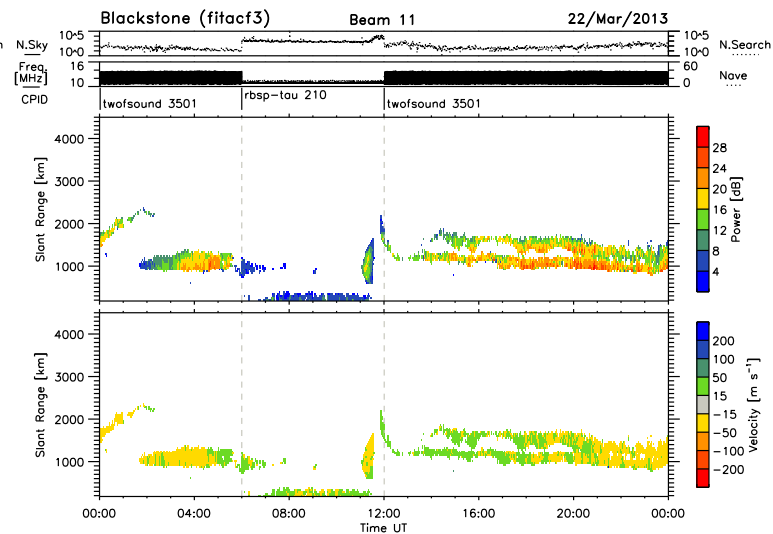 Blackstone (fitacf3) Beam 11 22/Mar/2013
n N.Sky 10^5 10^0 10^5 10^0 N.Search
Freq. [MHz] 16 10 60 0 Nave
CPID twofsound 3501 rbsp-tau 210 twofsound 3501
Slant Range [km]
4000
3000
2000
1000
28
24
20
16
12
8
4
Power [dB]
Slant Range [km]
4000
3000
2000
1000
200
100
50
15
-15
-50
-100
-200
Velocity [m s^-1]
00:00 04:00 08:00 12:00 16:00 20:00 00:00
Time UT